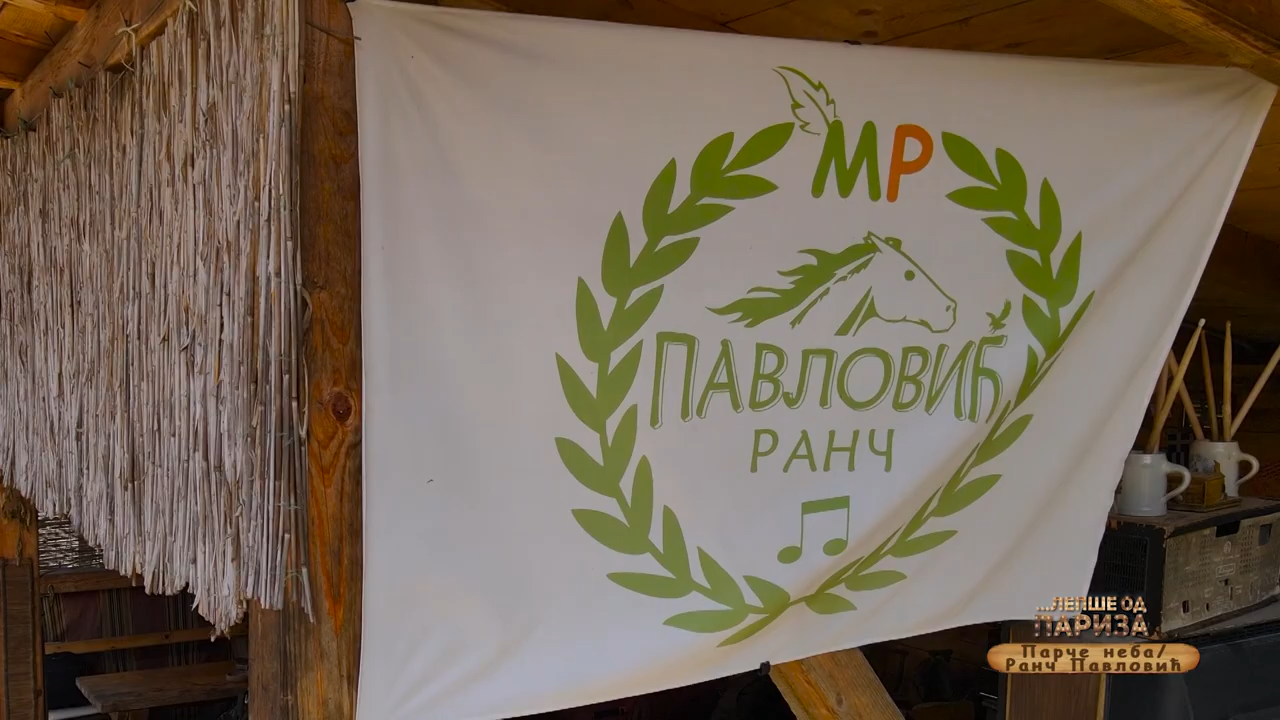 МР
ПАВЛОВИЋ
РАНЧ
...ЛЕПШЕ ОД
ПАРИЗА
Парче неба/
Ранч Павловић